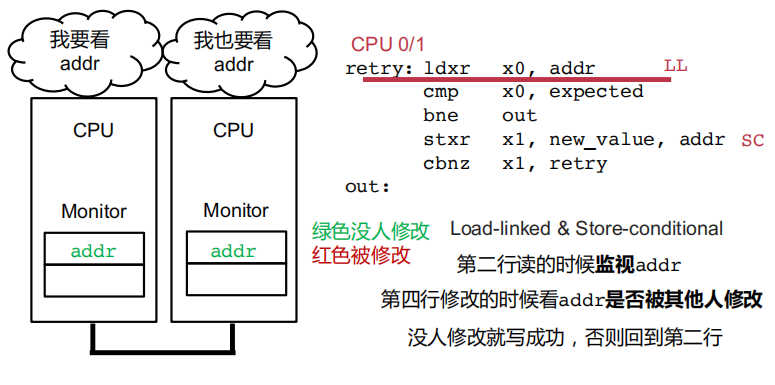 我要看
addr
我也要看
addr
CPU
Monitor
addr
CPU
Monitor
addr
CPU 0/1
retry: ldxr x0, addr LL
cmp x0, expected
bne out
stxr x1, new_value, addr SC
cbnz x1, retry
out:
绿色没人修改
红色被修改
Load-linked & Store-conditional
第二行读的时候监视addr
第四行修改的时候看addr是否被其他人修改
没人修改就写成功，否则回到第二行